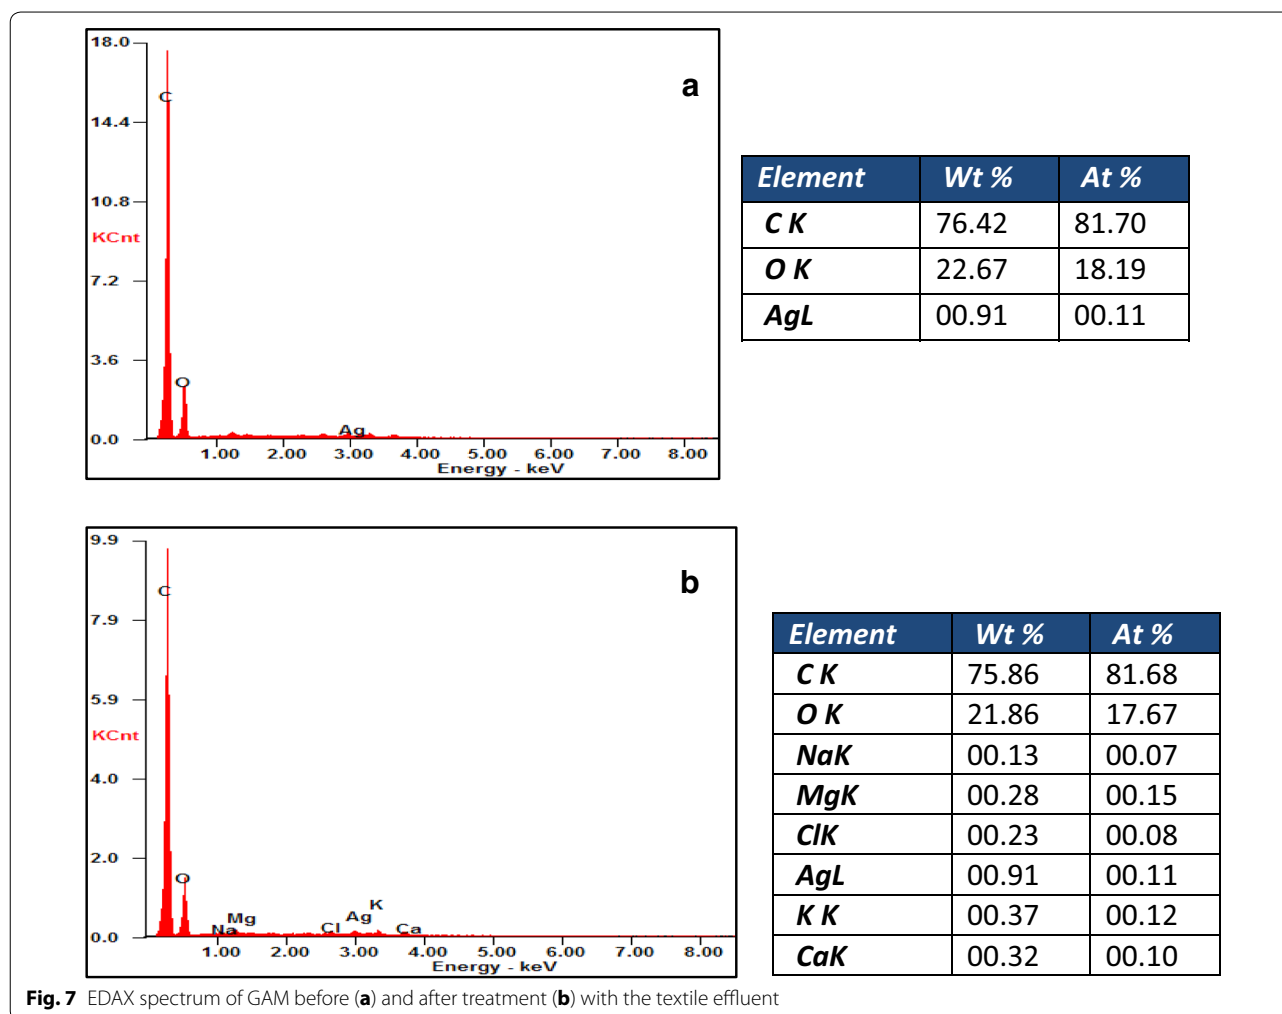 18.0
a
C
14.4
10.8
KCnt
7.2
3.6
O
Ag
0.0
1.00 2.00 3.00 4.00 5.00 6.00 7.00 8.00
Energy - keV
Element Wt % At %
C K 76.42 81.70
O K 22.67 18.19
AgL 00.91 00.11
9.9
b
C
7.9
5.9
KCnt
4.0
2.0
O
K
Mg Ag
Na Cl Ca
0.0
1.00 2.00 3.00 4.00 5.00 6.00 7.00 8.00
Energy - keV
Element Wt % At %
C K 75.86 81.68
O K 21.86 17.67
NaK 00.13 00.07
MgK 00.28 00.15
ClK 00.23 00.08
AgL 00.91 00.11
K K 00.37 00.12
CaK 00.32 00.10
Fig. 7 EDAX spectrum of GAM before (a) and after treatment (b) with the textile effluent